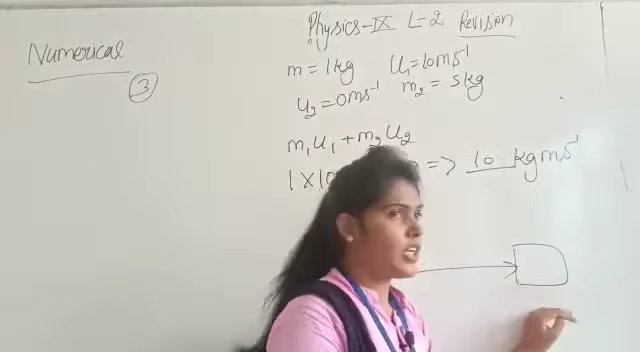 Physics-IX L-2 Revision
Numerical
3
m = 1kg u₁ = 10ms⁻¹
u₂ = 0ms⁻¹ m₂ = 5kg
m₁u₁ + m₂u₂
1 × 10 => 10 kgms⁻¹